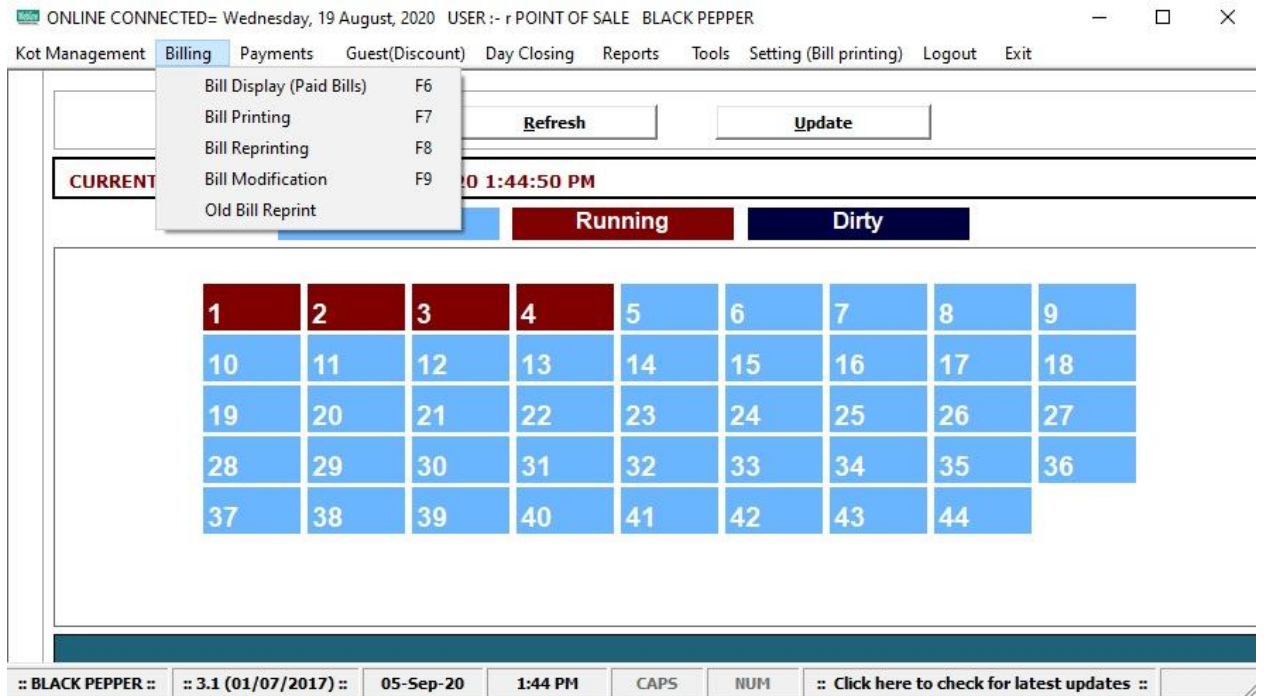 ONLINE CONNECTED= Wednesday, 19 August, 2020 USER :- r POINT OF SALE BLACK PEPPER
Kot Management Billing Payments Guest(Discount) Day Closing Reports Tools Setting (Bill printing) Logout Exit
Bill Display (Paid Bills) F6
Bill Printing F7
Bill Reprinting F8
Bill Modification F9
Old Bill Reprint
Refresh Update
CURRENT 0 1:44:50 PM
Running Dirty
1 2 3 4 5 6 7 8 9
10 11 12 13 14 15 16 17 18
19 20 21 22 23 24 25 26 27
28 29 30 31 32 33 34 35 36
37 38 39 40 41 42 43 44
:: BLACK PEPPER :: :: 3.1 (01/07/2017) :: 05-Sep-20 1:44 PM CAPS NUM :: Click here to check for latest updates ::